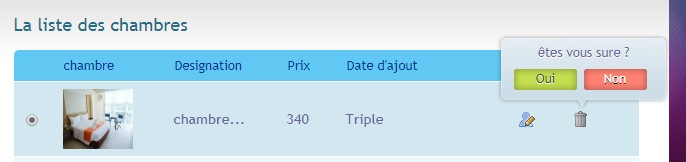 La liste des chambres
êtes vous sure ?
Oui Non
chambre Designation Prix Date d'ajout
chambre... 340 Triple